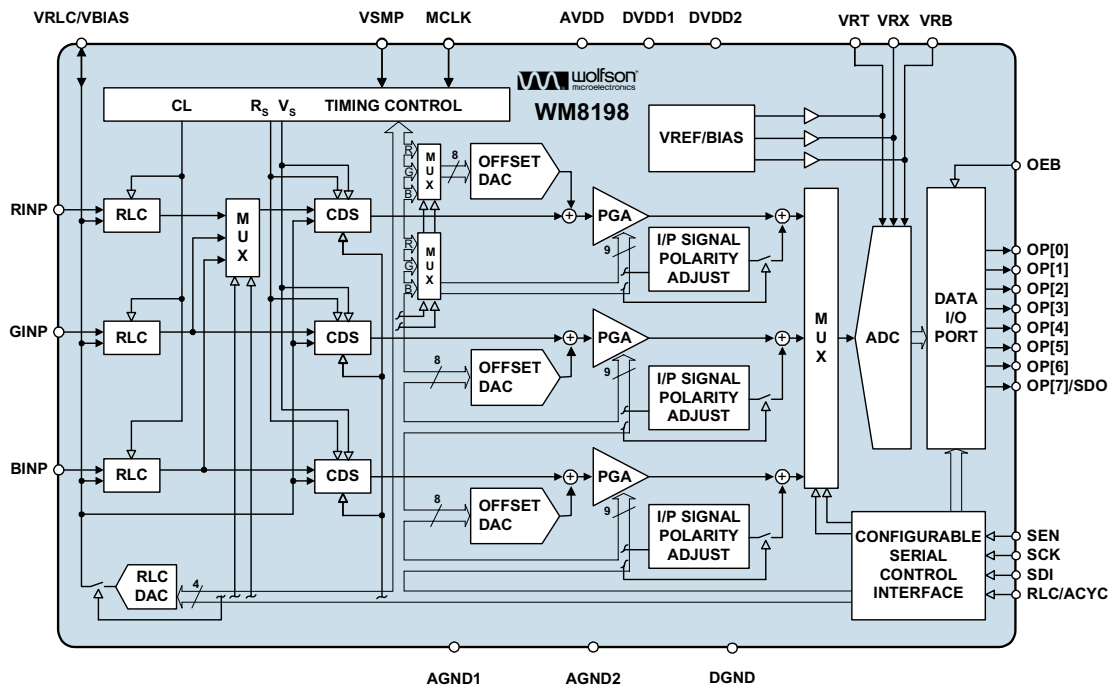 VRLC/VBIAS VSMP MCLK AVDD DVDD1 DVDD2 VRT VRX VRB
wolfson
microelectronics
WM8198
CL RS VS TIMING CONTROL
VREF/BIAS
OEB
R
G
B
MUX
8
OFFSET
DAC
RINP
RLC
MUX
CDS
+
PGA
+
R
G
B
MUX
9
I/P SIGNAL
POLARITY
ADJUST
MUX
ADC
DATA
I/O
PORT
OP[0]
OP[1]
OP[2]
OP[3]
OP[4]
OP[5]
OP[6]
OP[7]/SDO
GINP
RLC
CDS
+
PGA
+
8
OFFSET
DAC
9
I/P SIGNAL
POLARITY
ADJUST
BINP
RLC
CDS
+
PGA
+
8
OFFSET
DAC
9
I/P SIGNAL
POLARITY
ADJUST
CONFIGURABLE
SERIAL
CONTROL
INTERFACE
SEN
SCK
SDI
RLC/ACYC
RLC
DAC
4
AGND1 AGND2 DGND